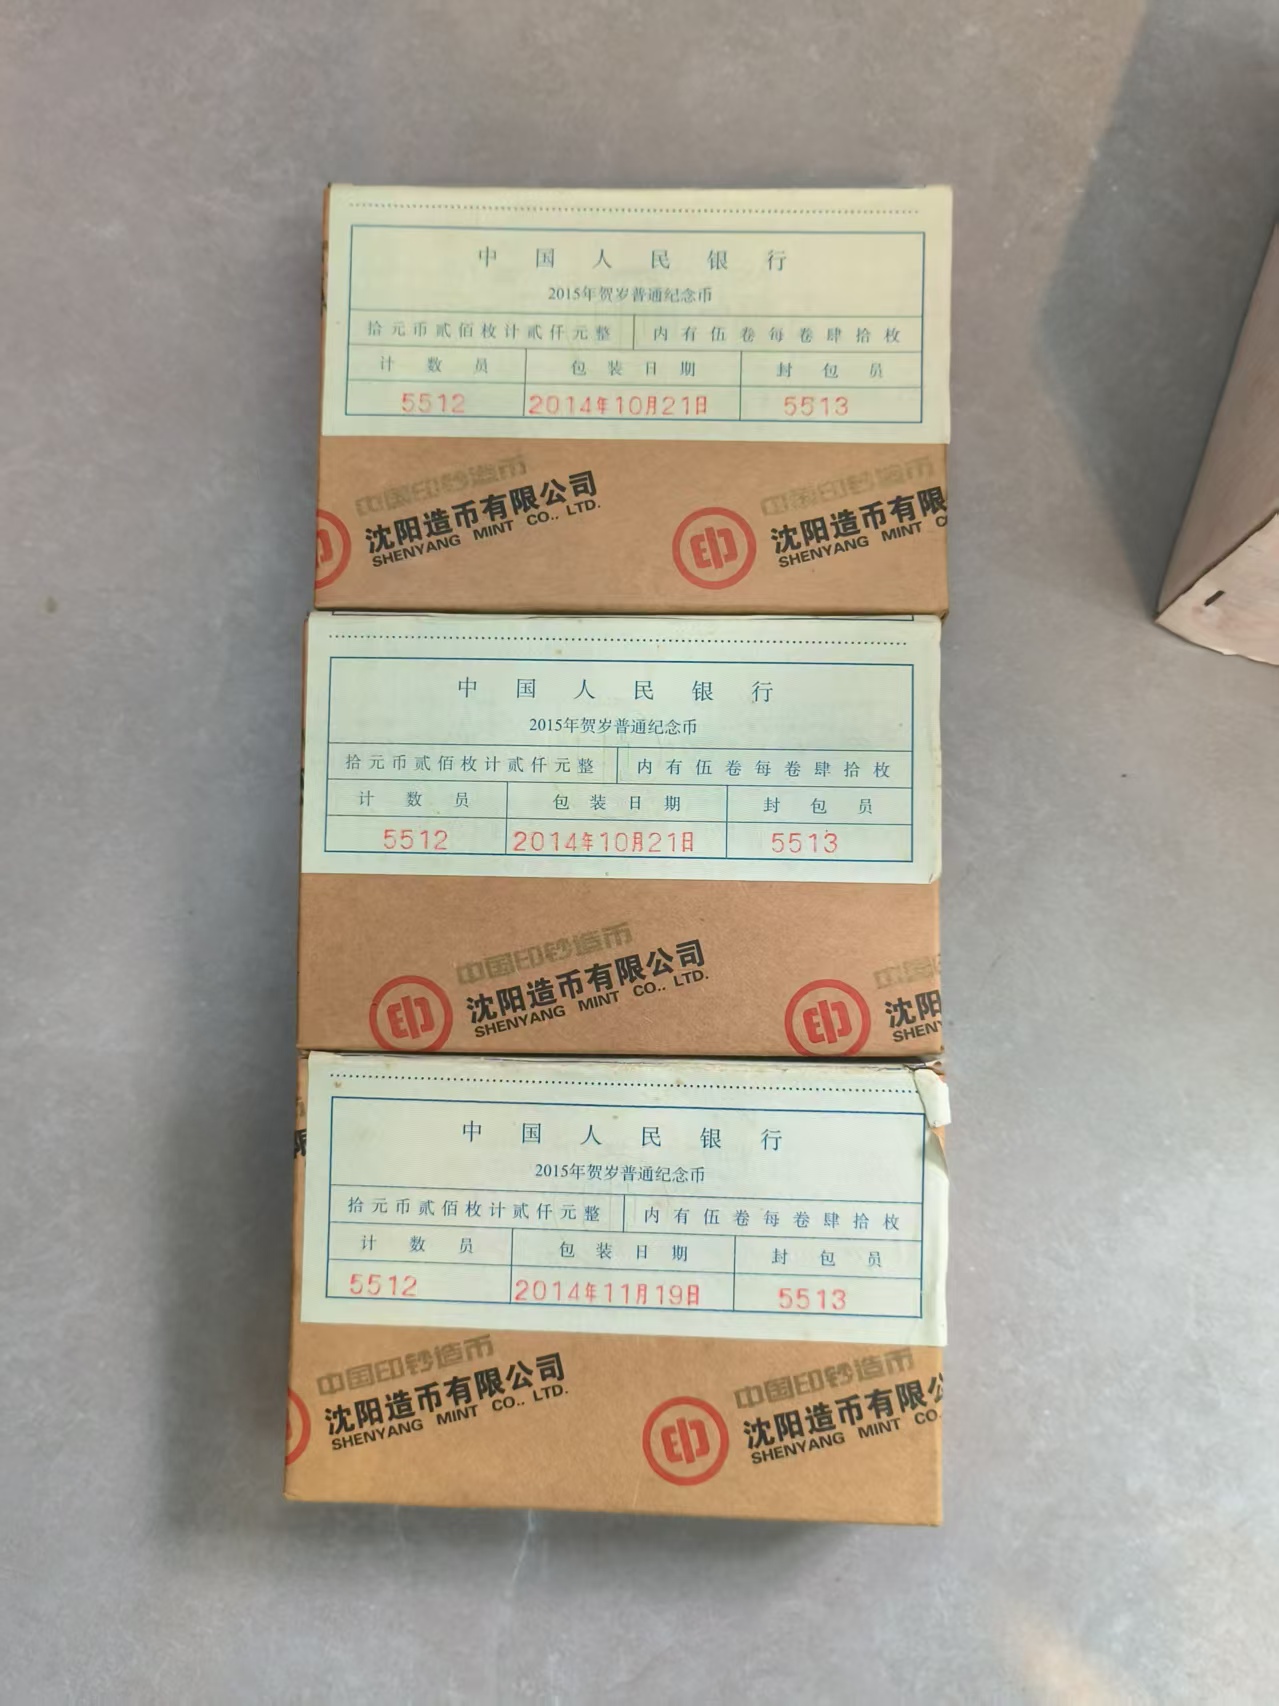 中国人民银行
2015年贺岁普通纪念币
拾元币贰佰枚计贰仟元整 内有伍卷每卷肆拾枚
计数员 包装日期 封包员
5512 2014年10月21日 5513
中国印钞造币 中国印钞造币
沈阳造币有限公司 沈阳造币有限
SHENYANG MINT CO., LTD. SHENYANG MINT C
中国人民银行
2015年贺岁普通纪念币
拾元币贰佰枚计贰仟元整 内有伍卷每卷肆拾枚
计数员 包装日期 封包员
5512 2014年10月21日 5513
中国印钞造币 中国
沈阳造币有限公司 沈阳
SHENYANG MINT CO., LTD. SHENY
中国人民银行
2015年贺岁普通纪念币
拾元币贰佰枚计贰仟元整 内有伍卷每卷肆拾枚
计数员 包装日期 封包员
5512 2014年11月19日 5513
限
中国印钞造币 中国印钞造币
沈阳造币有限公司 沈阳造币有限公
SHENYANG MINT CO., LTD. SHENYANG MINT CO.